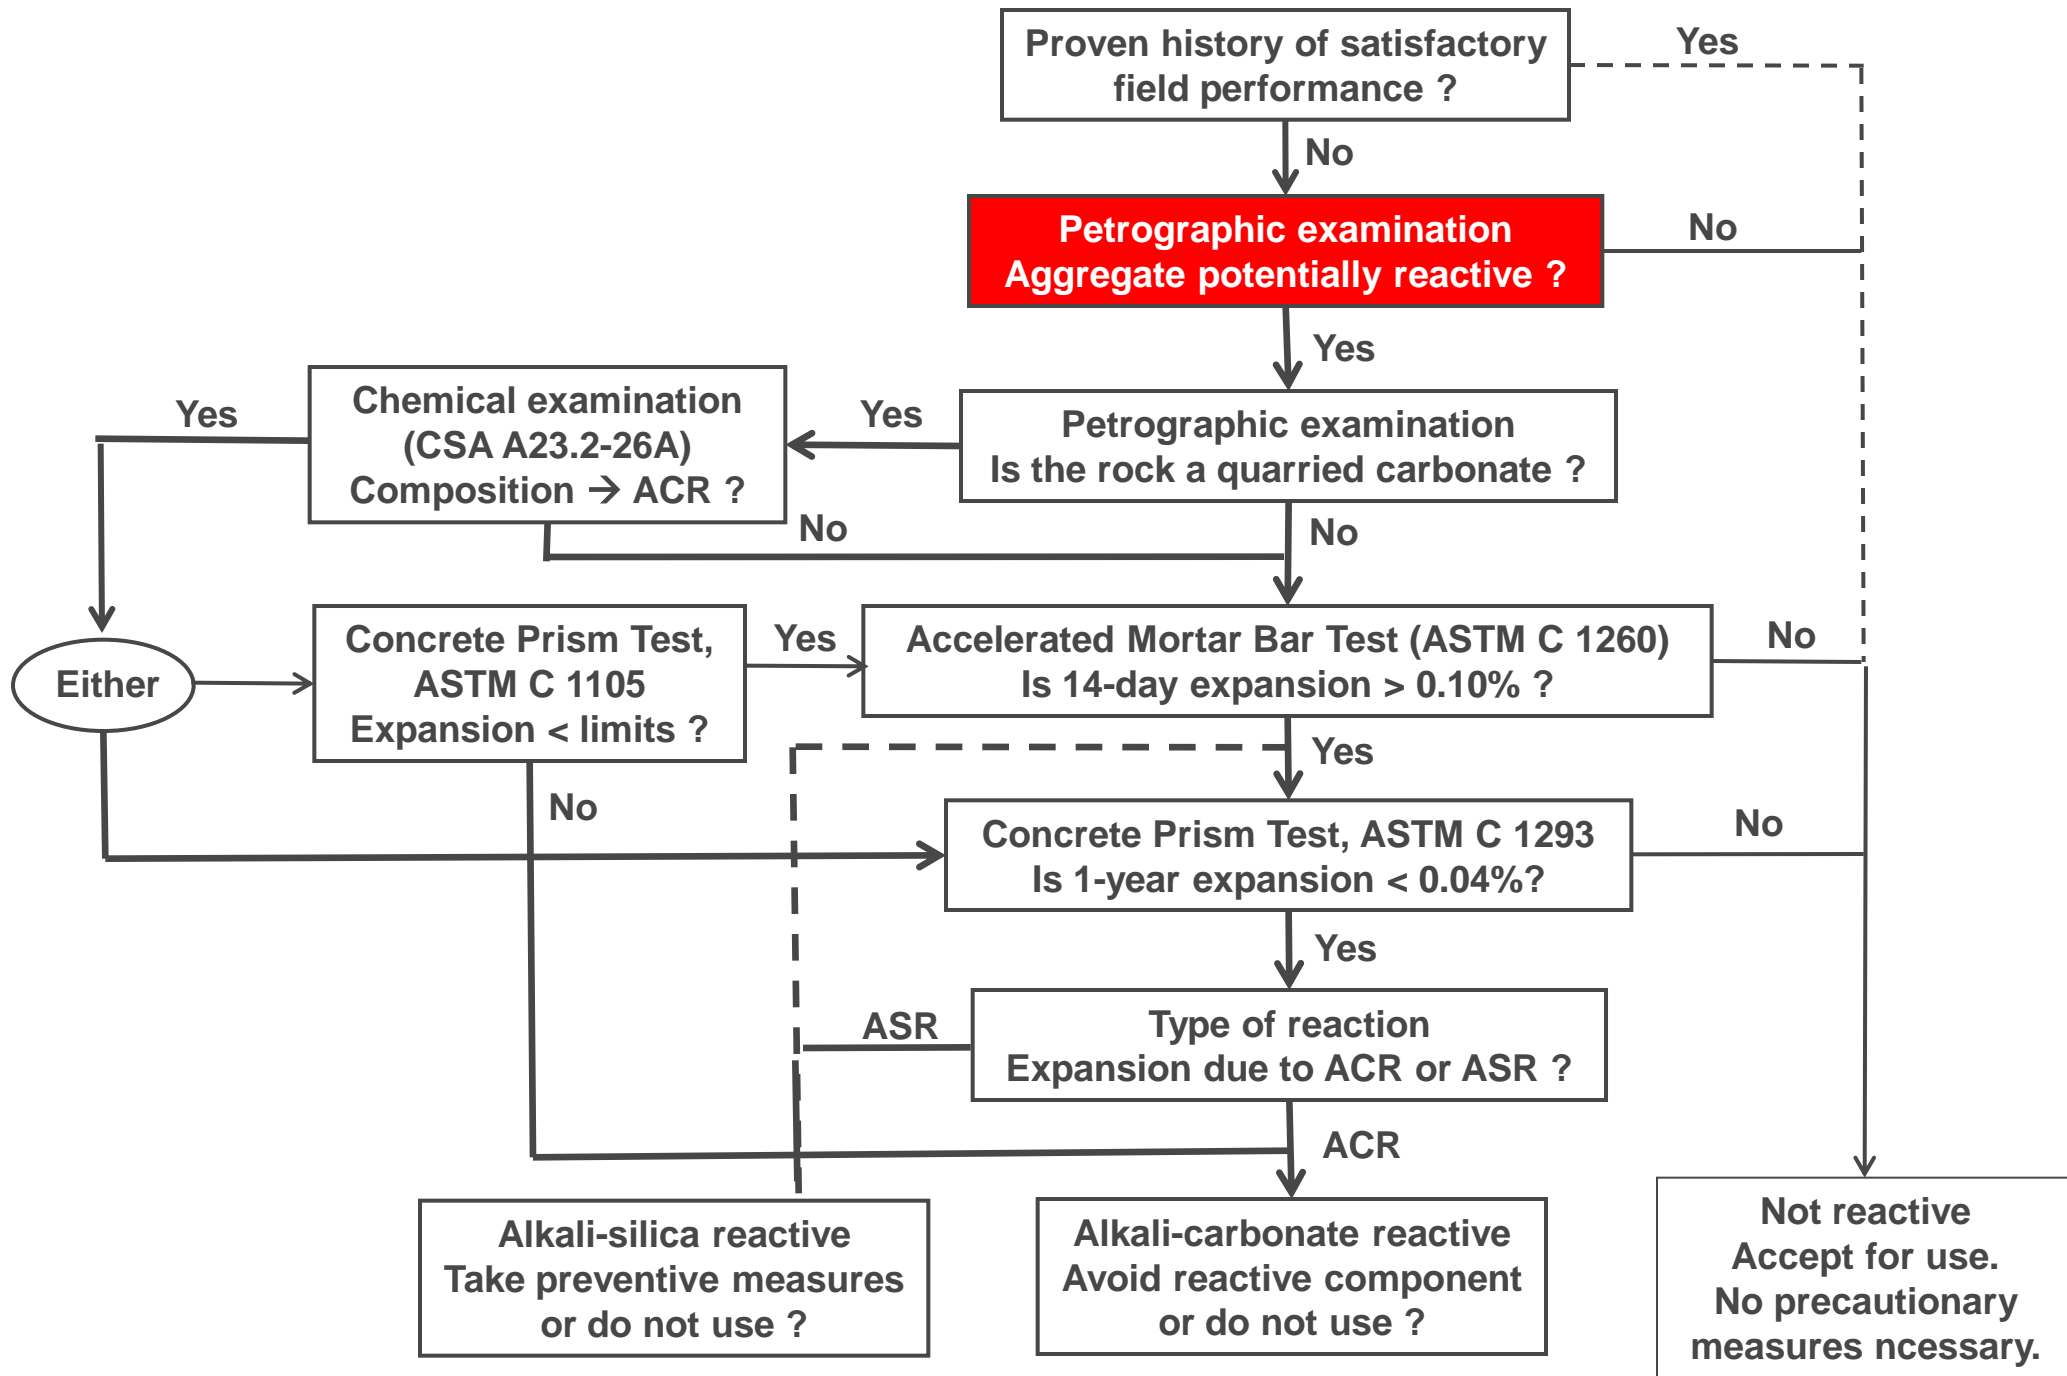 Proven history of satisfactory
field performance ?
Yes
No
Petrographic examination
Aggregate potentially reactive ?
No
Yes
Chemical examination
(CSA A23.2-26A)
Composition → ACR ?
Yes
Yes
Petrographic examination
Is the rock a quarried carbonate ?
No
No
Either
Concrete Prism Test,
ASTM C 1105
Expansion < limits ?
Yes
Accelerated Mortar Bar Test (ASTM C 1260)
Is 14-day expansion > 0.10% ?
No
Yes
No
Concrete Prism Test, ASTM C 1293
Is 1-year expansion < 0.04%?
No
Yes
ASR
Type of reaction
Expansion due to ACR or ASR ?
ACR
Alkali-silica reactive
Take preventive measures
or do not use ?
Alkali-carbonate reactive
Avoid reactive component
or do not use ?
Not reactive
Accept for use.
No precautionary
measures ncessary.